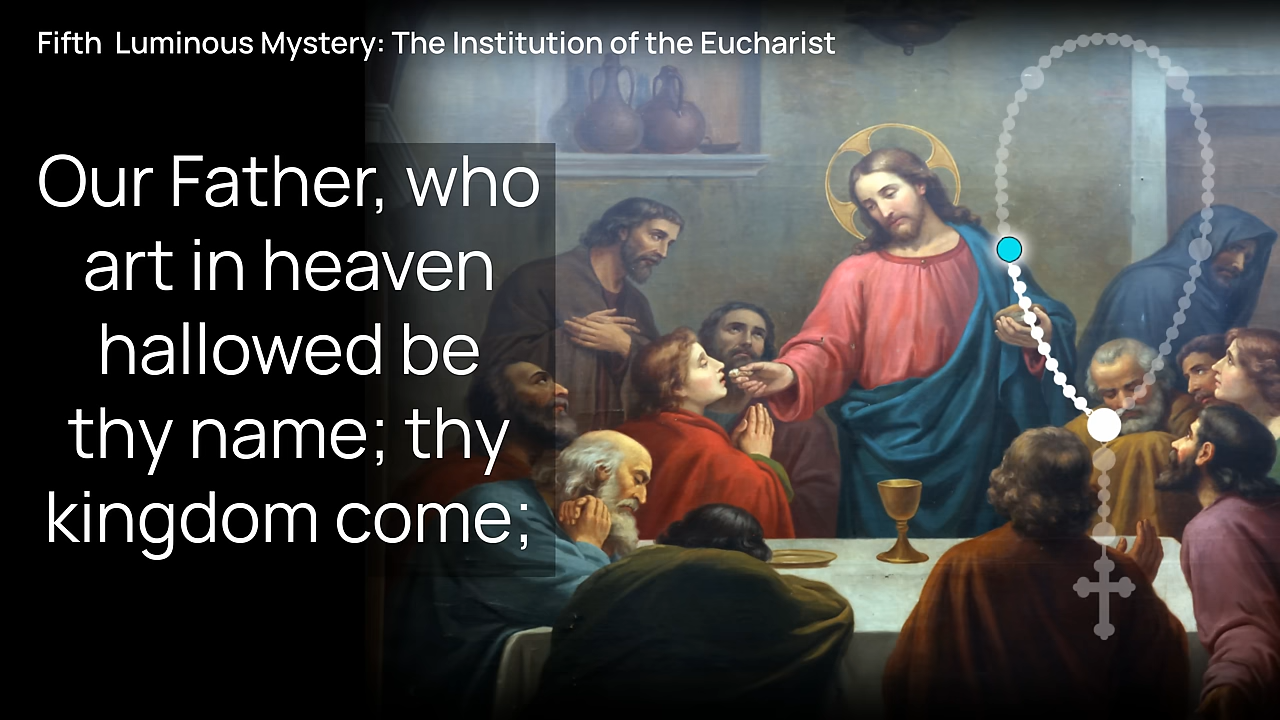 Fifth Luminous Mystery: The Institution of the Eucharist
Our Father, who
art in heaven
hallowed be
thy name; thy
kingdom come;